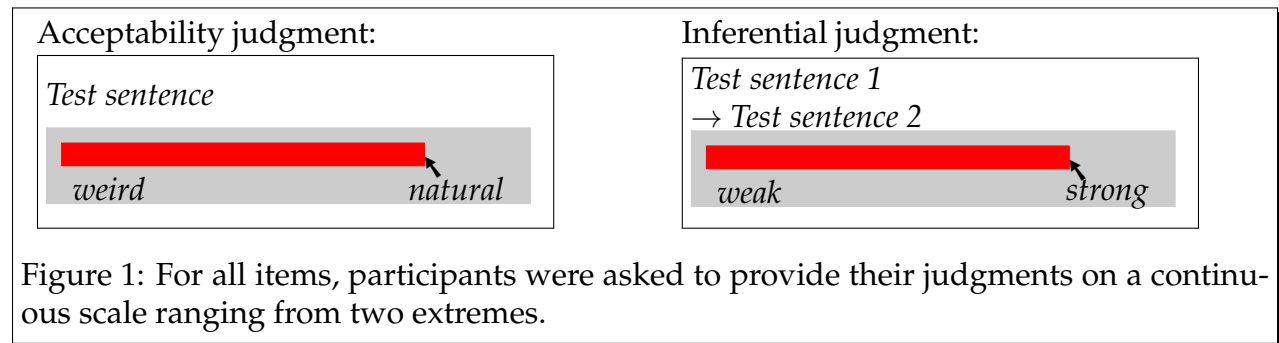 Acceptability judgment:
Test sentence
weird natural
Inferential judgment:
Test sentence 1
→ Test sentence 2
weak strong
Figure 1: For all items, participants were asked to provide their judgments on a continu-
ous scale ranging from two extremes.